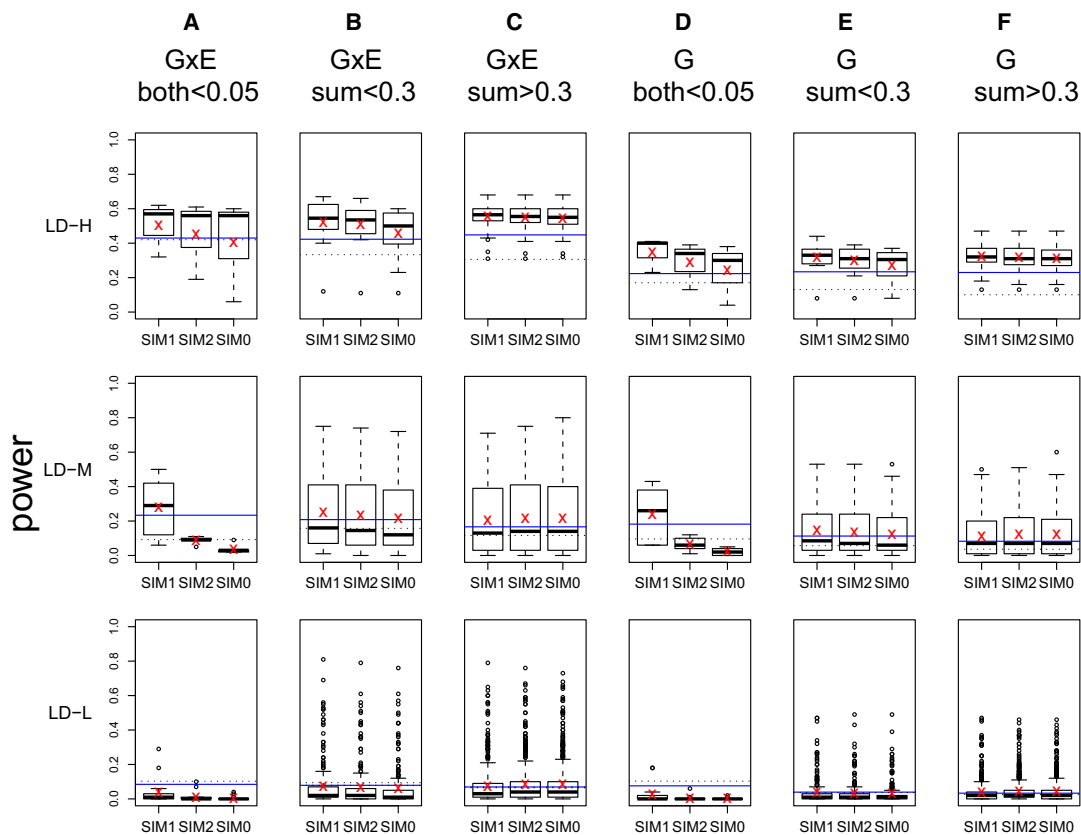 A B C D E F
GxE GxE GxE G G G
both<0.05 sum<0.3 sum>0.3 both<0.05 sum<0.3 sum>0.3
power
LD−H
0.0 0.2 0.4 0.6 0.8 1.0
SIM1 SIM2 SIM0 SIM1 SIM2 SIM0 SIM1 SIM2 SIM0 SIM1 SIM2 SIM0 SIM1 SIM2 SIM0 SIM1 SIM2 SIM0
LD−M
0.0 0.2 0.4 0.6 0.8 1.0
SIM1 SIM2 SIM0 SIM1 SIM2 SIM0 SIM1 SIM2 SIM0 SIM1 SIM2 SIM0 SIM1 SIM2 SIM0 SIM1 SIM2 SIM0
LD−L
0.0 0.2 0.4 0.6 0.8 1.0
SIM1 SIM2 SIM0 SIM1 SIM2 SIM0 SIM1 SIM2 SIM0 SIM1 SIM2 SIM0 SIM1 SIM2 SIM0 SIM1 SIM2 SIM0